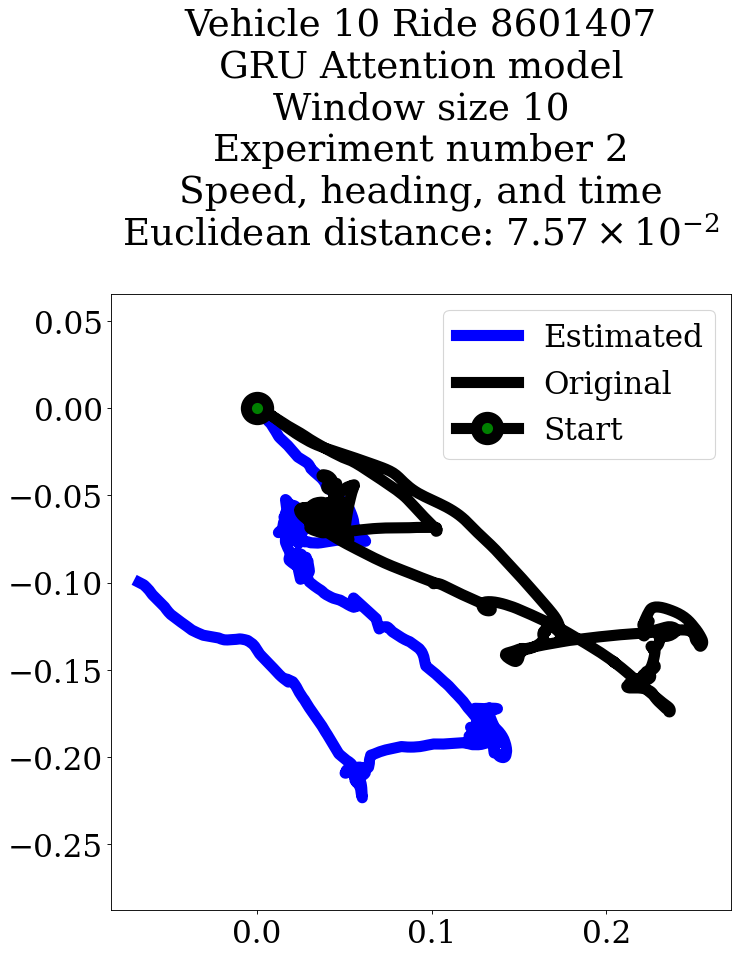 Vehicle 10 Ride 8601407
GRU Attention model
Window size 10
Experiment number 2
Speed, heading, and time
Euclidean distance: 7.57 × 10⁻²
Estimated
Original
Start
0.05
0.00
−0.05
−0.10
−0.15
−0.20
−0.25
0.0 0.1 0.2